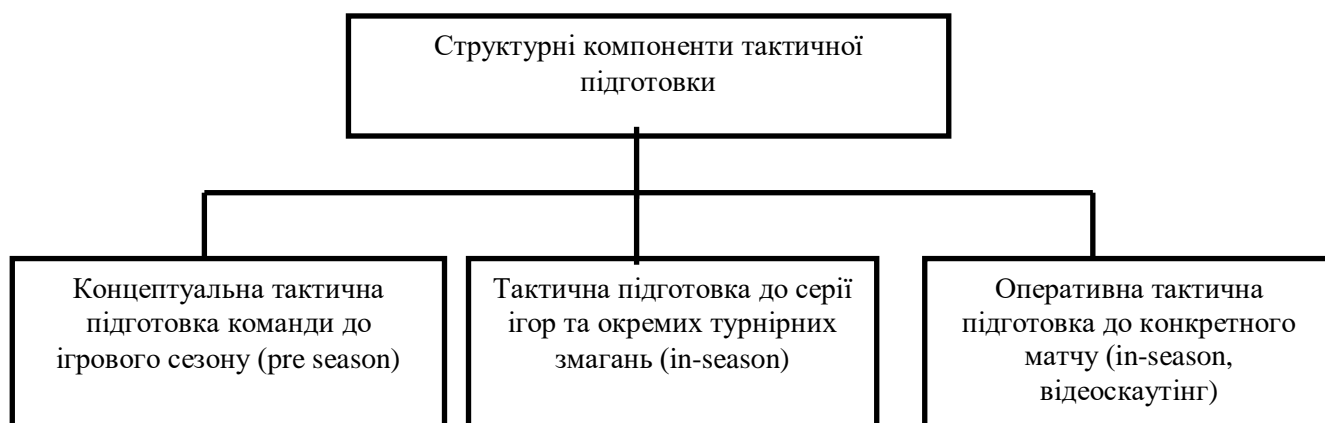 Структурні компоненти тактичної
підготовки
Концептуальна тактична
підготовка команди до
ігрового сезону (pre season)
Тактична підготовка до серії
ігор та окремих турнірних
змагань (in-season)
Оперативна тактична
підготовка до конкретного
матчу (in-season,
відеоскаутінг)